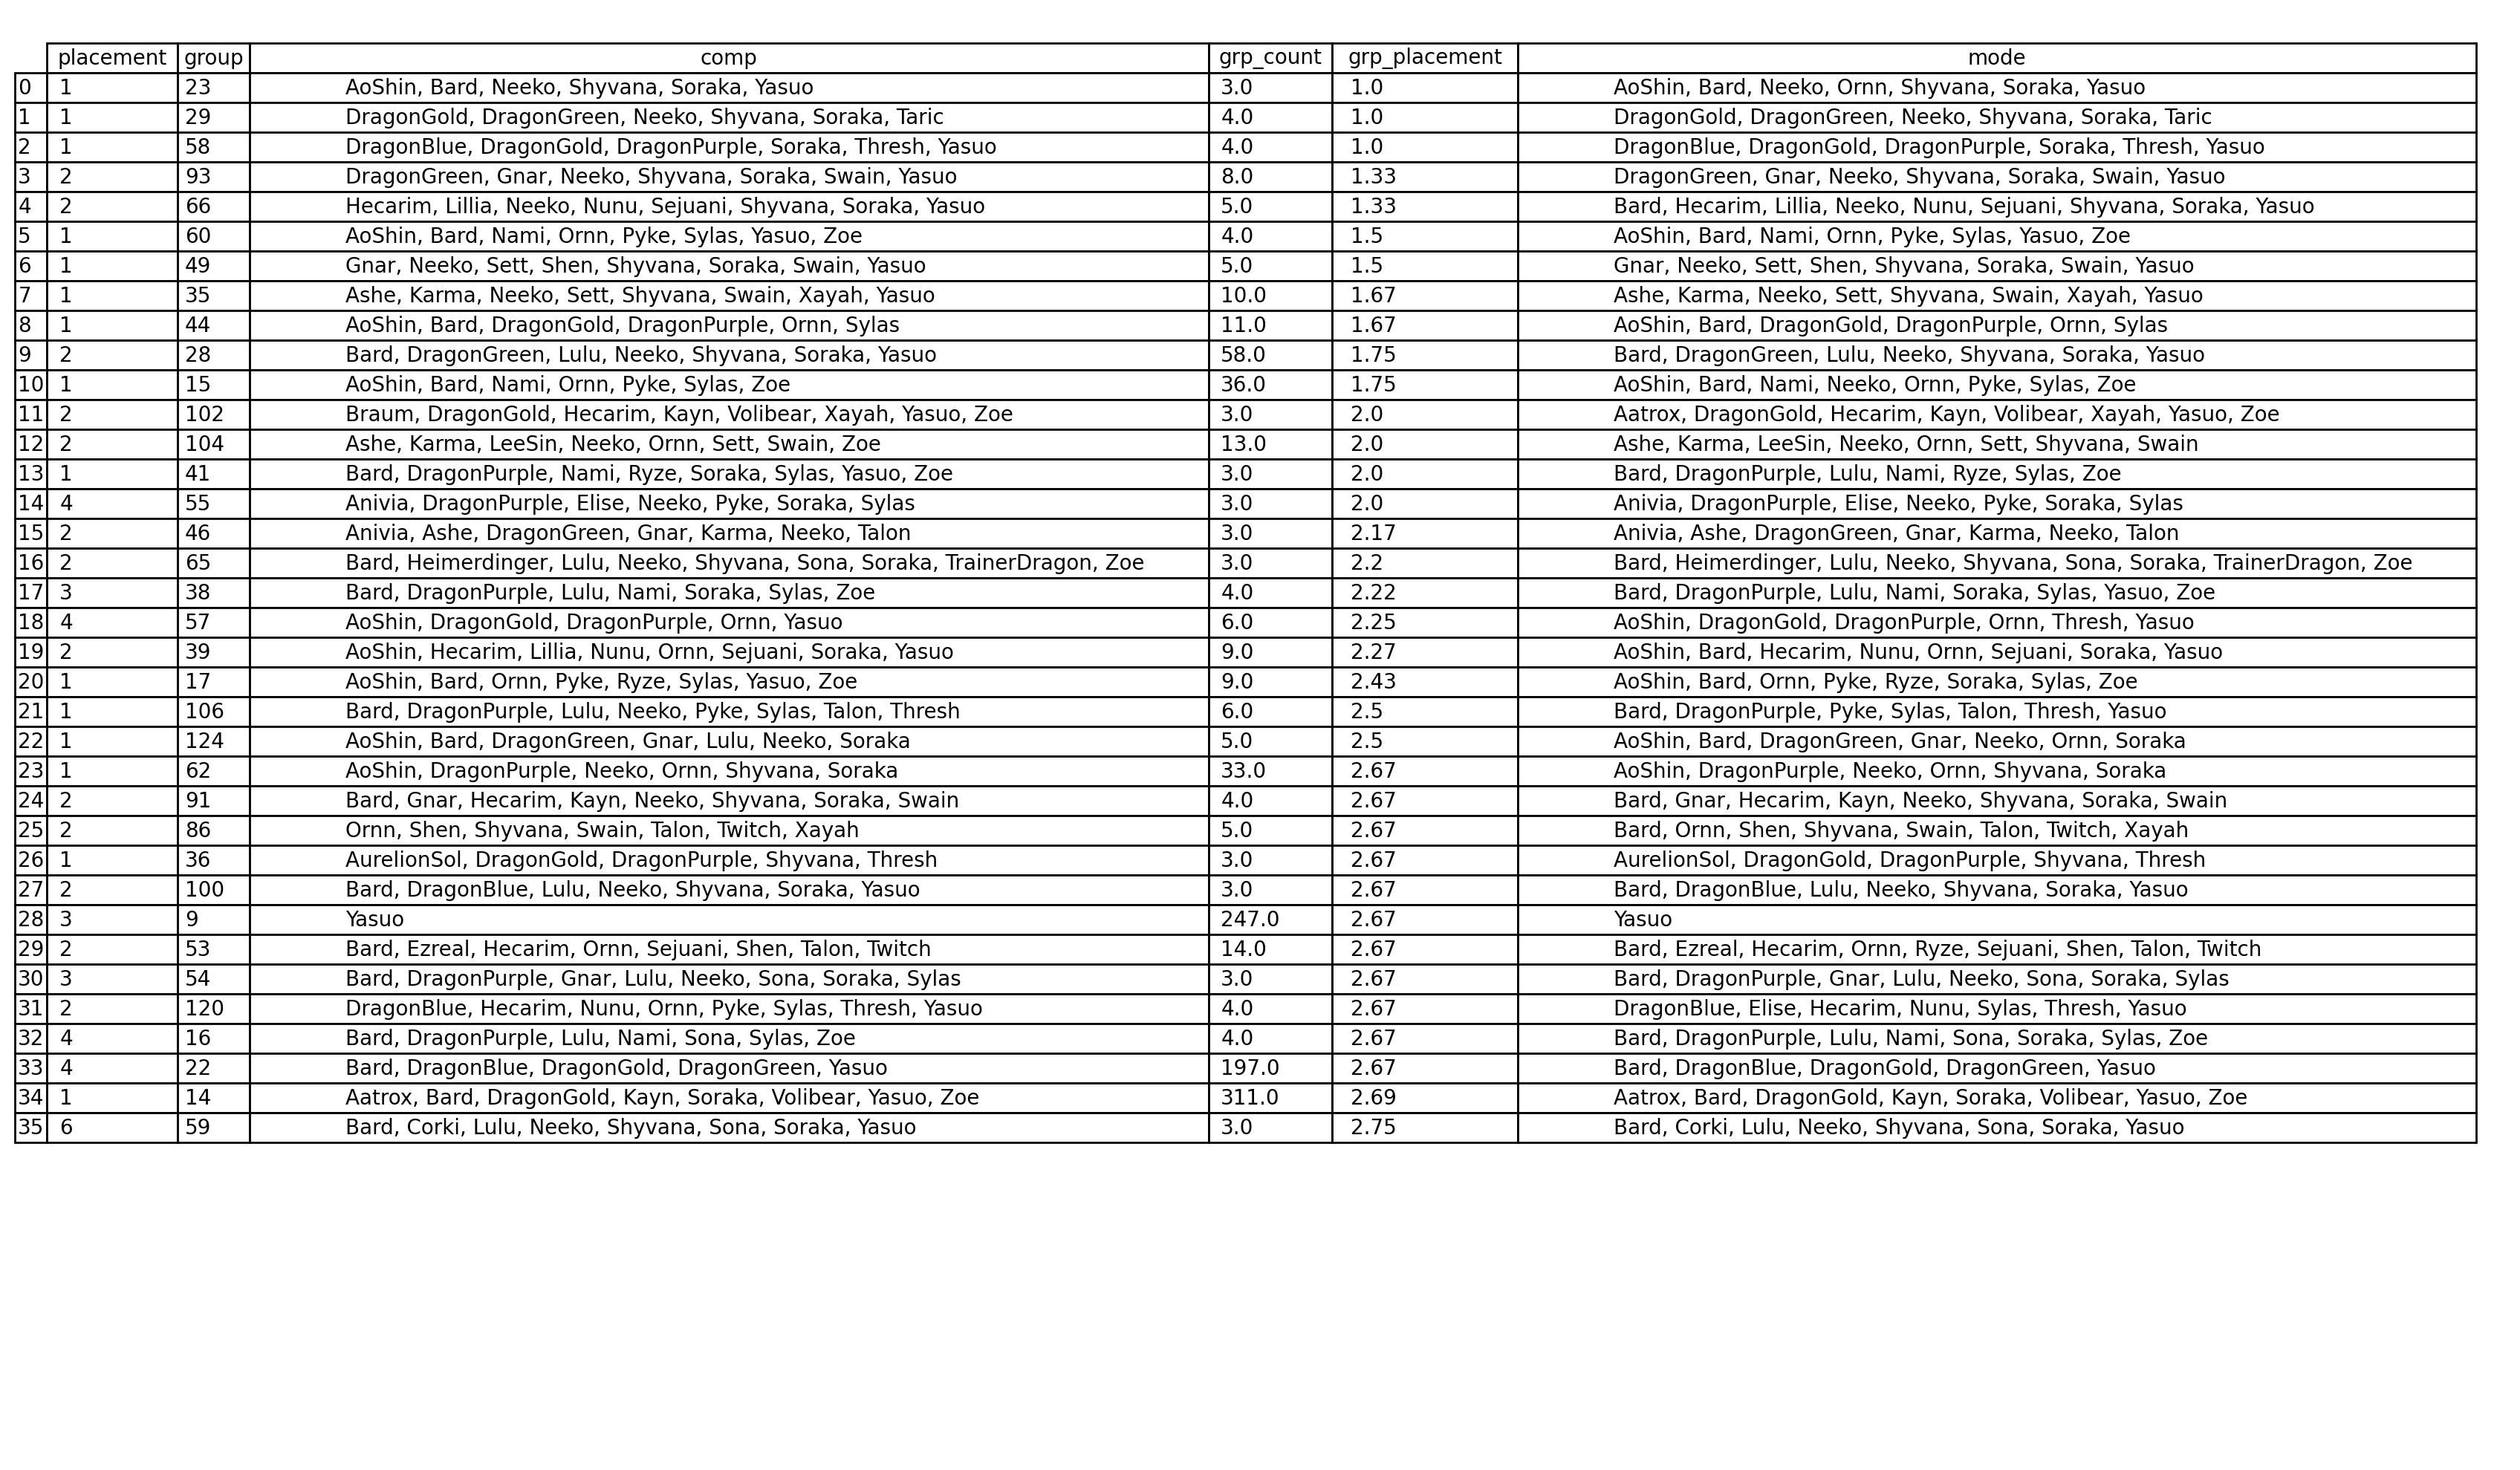 placement group comp grp_count grp_placement mode
0 1 23 AoShin, Bard, Neeko, Shyvana, Soraka, Yasuo 3.0 1.0 AoShin, Bard, Neeko, Ornn, Shyvana, Soraka, Yasuo
1 1 29 DragonGold, DragonGreen, Neeko, Shyvana, Soraka, Taric 4.0 1.0 DragonGold, DragonGreen, Neeko, Shyvana, Soraka, Taric
2 1 58 DragonBlue, DragonGold, DragonPurple, Soraka, Thresh, Yasuo 4.0 1.0 DragonBlue, DragonGold, DragonPurple, Soraka, Thresh, Yasuo
3 2 93 DragonGreen, Gnar, Neeko, Shyvana, Soraka, Swain, Yasuo 8.0 1.33 DragonGreen, Gnar, Neeko, Shyvana, Soraka, Swain, Yasuo
4 2 66 Hecarim, Lillia, Neeko, Nunu, Sejuani, Shyvana, Soraka, Yasuo 5.0 1.33 Bard, Hecarim, Lillia, Neeko, Nunu, Sejuani, Shyvana, Soraka, Yasuo
5 1 60 AoShin, Bard, Nami, Ornn, Pyke, Sylas, Yasuo, Zoe 4.0 1.5 AoShin, Bard, Nami, Ornn, Pyke, Sylas, Yasuo, Zoe
6 1 49 Gnar, Neeko, Sett, Shen, Shyvana, Soraka, Swain, Yasuo 5.0 1.5 Gnar, Neeko, Sett, Shen, Shyvana, Soraka, Swain, Yasuo
7 1 35 Ashe, Karma, Neeko, Sett, Shyvana, Swain, Xayah, Yasuo 10.0 1.67 Ashe, Karma, Neeko, Sett, Shyvana, Swain, Xayah, Yasuo
8 1 44 AoShin, Bard, DragonGold, DragonPurple, Ornn, Sylas 11.0 1.67 AoShin, Bard, DragonGold, DragonPurple, Ornn, Sylas
9 2 28 Bard, DragonGreen, Lulu, Neeko, Shyvana, Soraka, Yasuo 58.0 1.75 Bard, DragonGreen, Lulu, Neeko, Shyvana, Soraka, Yasuo
10 1 15 AoShin, Bard, Nami, Ornn, Pyke, Sylas, Zoe 36.0 1.75 AoShin, Bard, Nami, Neeko, Ornn, Pyke, Sylas, Zoe
11 2 102 Braum, DragonGold, Hecarim, Kayn, Volibear, Xayah, Yasuo, Zoe 3.0 2.0 Aatrox, DragonGold, Hecarim, Kayn, Volibear, Xayah, Yasuo, Zoe
12 2 104 Ashe, Karma, LeeSin, Neeko, Ornn, Sett, Swain, Zoe 13.0 2.0 Ashe, Karma, LeeSin, Neeko, Ornn, Sett, Shyvana, Swain
13 1 41 Bard, DragonPurple, Nami, Ryze, Soraka, Sylas, Yasuo, Zoe 3.0 2.0 Bard, DragonPurple, Lulu, Nami, Ryze, Sylas, Zoe
14 4 55 Anivia, DragonPurple, Elise, Neeko, Pyke, Soraka, Sylas 3.0 2.0 Anivia, DragonPurple, Elise, Neeko, Pyke, Soraka, Sylas
15 2 46 Anivia, Ashe, DragonGreen, Gnar, Karma, Neeko, Talon 3.0 2.17 Anivia, Ashe, DragonGreen, Gnar, Karma, Neeko, Talon
16 2 65 Bard, Heimerdinger, Lulu, Neeko, Shyvana, Sona, Soraka, TrainerDragon, Zoe 3.0 2.2 Bard, Heimerdinger, Lulu, Neeko, Shyvana, Sona, Soraka, TrainerDragon, Zoe
17 3 38 Bard, DragonPurple, Lulu, Nami, Soraka, Sylas, Zoe 4.0 2.22 Bard, DragonPurple, Lulu, Nami, Soraka, Sylas, Yasuo, Zoe
18 4 57 AoShin, DragonGold, DragonPurple, Ornn, Yasuo 6.0 2.25 AoShin, DragonGold, DragonPurple, Ornn, Thresh, Yasuo
19 2 39 AoShin, Hecarim, Lillia, Nunu, Ornn, Sejuani, Soraka, Yasuo 9.0 2.27 AoShin, Bard, Hecarim, Nunu, Ornn, Sejuani, Soraka, Yasuo
20 1 17 AoShin, Bard, Ornn, Pyke, Ryze, Sylas, Yasuo, Zoe 9.0 2.43 AoShin, Bard, Ornn, Pyke, Ryze, Soraka, Sylas, Zoe
21 1 106 Bard, DragonPurple, Lulu, Neeko, Pyke, Sylas, Talon, Thresh 6.0 2.5 Bard, DragonPurple, Pyke, Sylas, Talon, Thresh, Yasuo
22 1 124 AoShin, Bard, DragonGreen, Gnar, Lulu, Neeko, Soraka 5.0 2.5 AoShin, Bard, DragonGreen, Gnar, Neeko, Ornn, Soraka
23 1 62 AoShin, DragonPurple, Neeko, Ornn, Shyvana, Soraka 33.0 2.67 AoShin, DragonPurple, Neeko, Ornn, Shyvana, Soraka
24 2 91 Bard, Gnar, Hecarim, Kayn, Neeko, Shyvana, Soraka, Swain 4.0 2.67 Bard, Gnar, Hecarim, Kayn, Neeko, Shyvana, Soraka, Swain
25 2 86 Ornn, Shen, Shyvana, Swain, Talon, Twitch, Xayah 5.0 2.67 Bard, Ornn, Shen, Shyvana, Swain, Talon, Twitch, Xayah
26 1 36 AurelionSol, DragonGold, DragonPurple, Shyvana, Thresh 3.0 2.67 AurelionSol, DragonGold, DragonPurple, Shyvana, Thresh
27 2 100 Bard, DragonBlue, Lulu, Neeko, Shyvana, Soraka, Yasuo 3.0 2.67 Bard, DragonBlue, Lulu, Neeko, Shyvana, Soraka, Yasuo
28 3 9 Yasuo 247.0 2.67 Yasuo
29 2 53 Bard, Ezreal, Hecarim, Ornn, Sejuani, Shen, Talon, Twitch 14.0 2.67 Bard, Ezreal, Hecarim, Ornn, Ryze, Sejuani, Shen, Talon, Twitch
30 3 54 Bard, DragonPurple, Gnar, Lulu, Neeko, Sona, Soraka, Sylas 3.0 2.67 Bard, DragonPurple, Gnar, Lulu, Neeko, Sona, Soraka, Sylas
31 2 120 DragonBlue, Hecarim, Nunu, Ornn, Pyke, Sylas, Thresh, Yasuo 4.0 2.67 DragonBlue, Elise, Hecarim, Nunu, Sylas, Thresh, Yasuo
32 4 16 Bard, DragonPurple, Lulu, Nami, Sona, Sylas, Zoe 4.0 2.67 Bard, DragonPurple, Lulu, Nami, Sona, Soraka, Sylas, Zoe
33 4 22 Bard, DragonBlue, DragonGold, DragonGreen, Yasuo 197.0 2.67 Bard, DragonBlue, DragonGold, DragonGreen, Yasuo
34 1 14 Aatrox, Bard, DragonGold, Kayn, Soraka, Volibear, Yasuo, Zoe 311.0 2.69 Aatrox, Bard, DragonGold, Kayn, Soraka, Volibear, Yasuo, Zoe
35 6 59 Bard, Corki, Lulu, Neeko, Shyvana, Sona, Soraka, Yasuo 3.0 2.75 Bard, Corki, Lulu, Neeko, Shyvana, Sona, Soraka, Yasuo